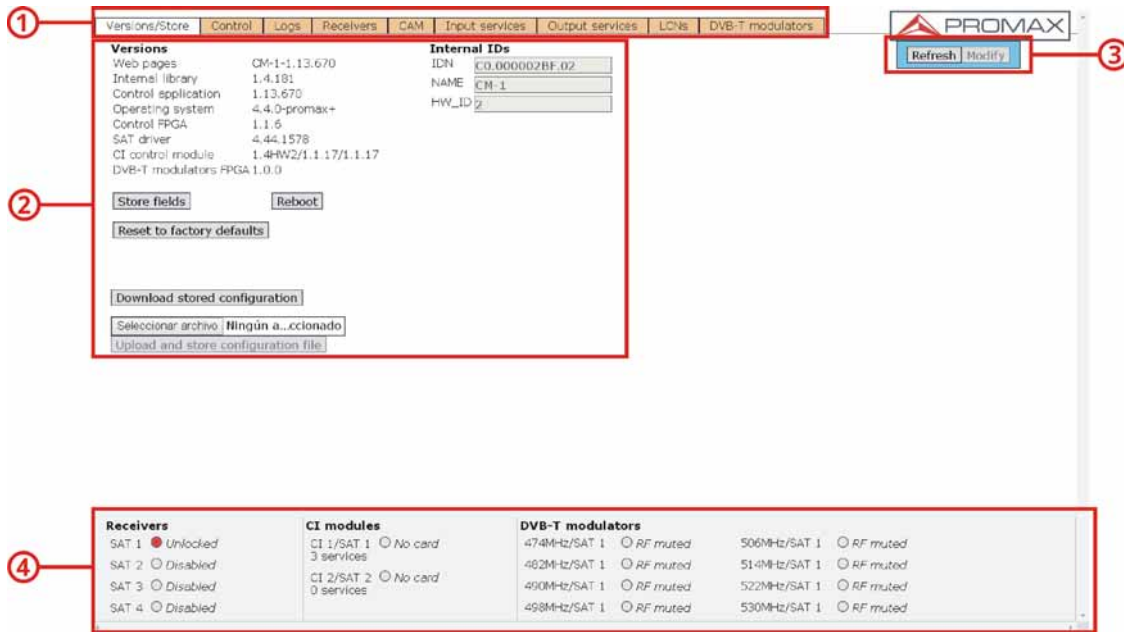 1
Versions/Store Control Logs Receivers CAM Input services Output services LCNs DVB-T modulators
PROMAX
3
Refresh Modify
2
Versions
Web pages CM-1-1.13.670
Internal library 1.4.181
Control application 1.13.670
Operating system 4.4.0-promax+
Control FPGA 1.1.6
SAT driver 4.44.1578
CI control module 1.4HW2/1.1.17/1.1.17
DVB-T modulators FPGA 1.0.0
Internal IDs
IDN C0.000002BF.02
NAME CM-1
HW_ID 2
Store fields Reboot
Reset to factory defaults
Download stored configuration
Seleccionar archivo Ningún a...ccionado
Upload and store configuration file
4
Receivers
SAT 1 Unlocked
SAT 2 Disabled
SAT 3 Disabled
SAT 4 Disabled
CI modules
CI 1/SAT 1 No card
3 services
CI 2/SAT 2 No card
0 services
DVB-T modulators
474MHz/SAT 1 RF muted
482MHz/SAT 1 RF muted
490MHz/SAT 1 RF muted
498MHz/SAT 1 RF muted
506MHz/SAT 1 RF muted
514MHz/SAT 1 RF muted
522MHz/SAT 1 RF muted
530MHz/SAT 1 RF muted